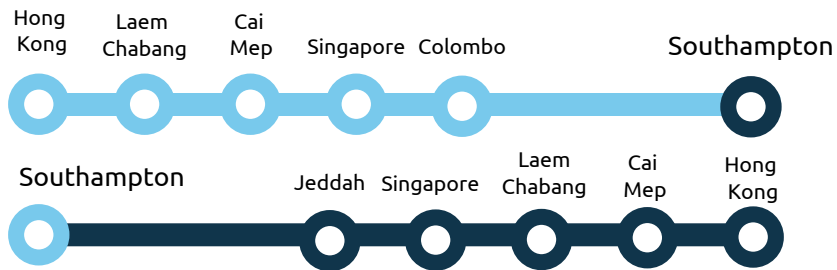 Hong
Kong
Laem
Chabang
Cai
Mep
Singapore
Colombo
Southampton
Southampton
Jeddah
Singapore
Laem
Chabang
Cai
Mep
Hong
Kong